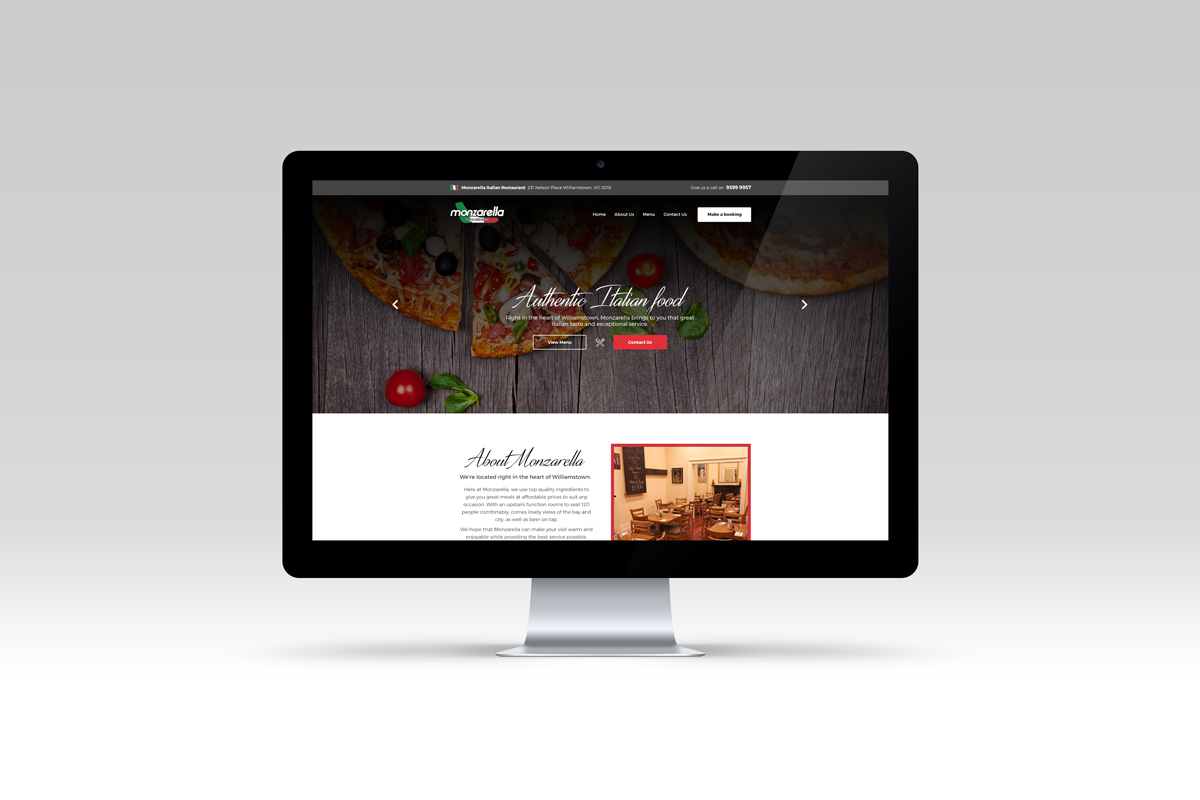 Monzarella Italian Restaurant 231 Nelson Place Williamstown, VIC 3016
Give us a call on: 9399 9957
monzarella
Home About Us Menu Contact Us Make a booking
Authentic Italian food
Right in the heart of Williamstown, Monzarella brings to you that great
Italian taste and exceptional service.
View Menu Contact Us
About Monzarella
We're located right in the heart of Williamstown.
Here at Monzarella, we use top quality ingredients to
give you great meals at affordable prices to suit any
occasion. With an upstairs function rooms to seat 120
people comfortably, comes lovely views of the bay and
city, as well as beer on tap.
We hope that Monzarella can make your visit warm and
enjoyable while providing the best service possible.